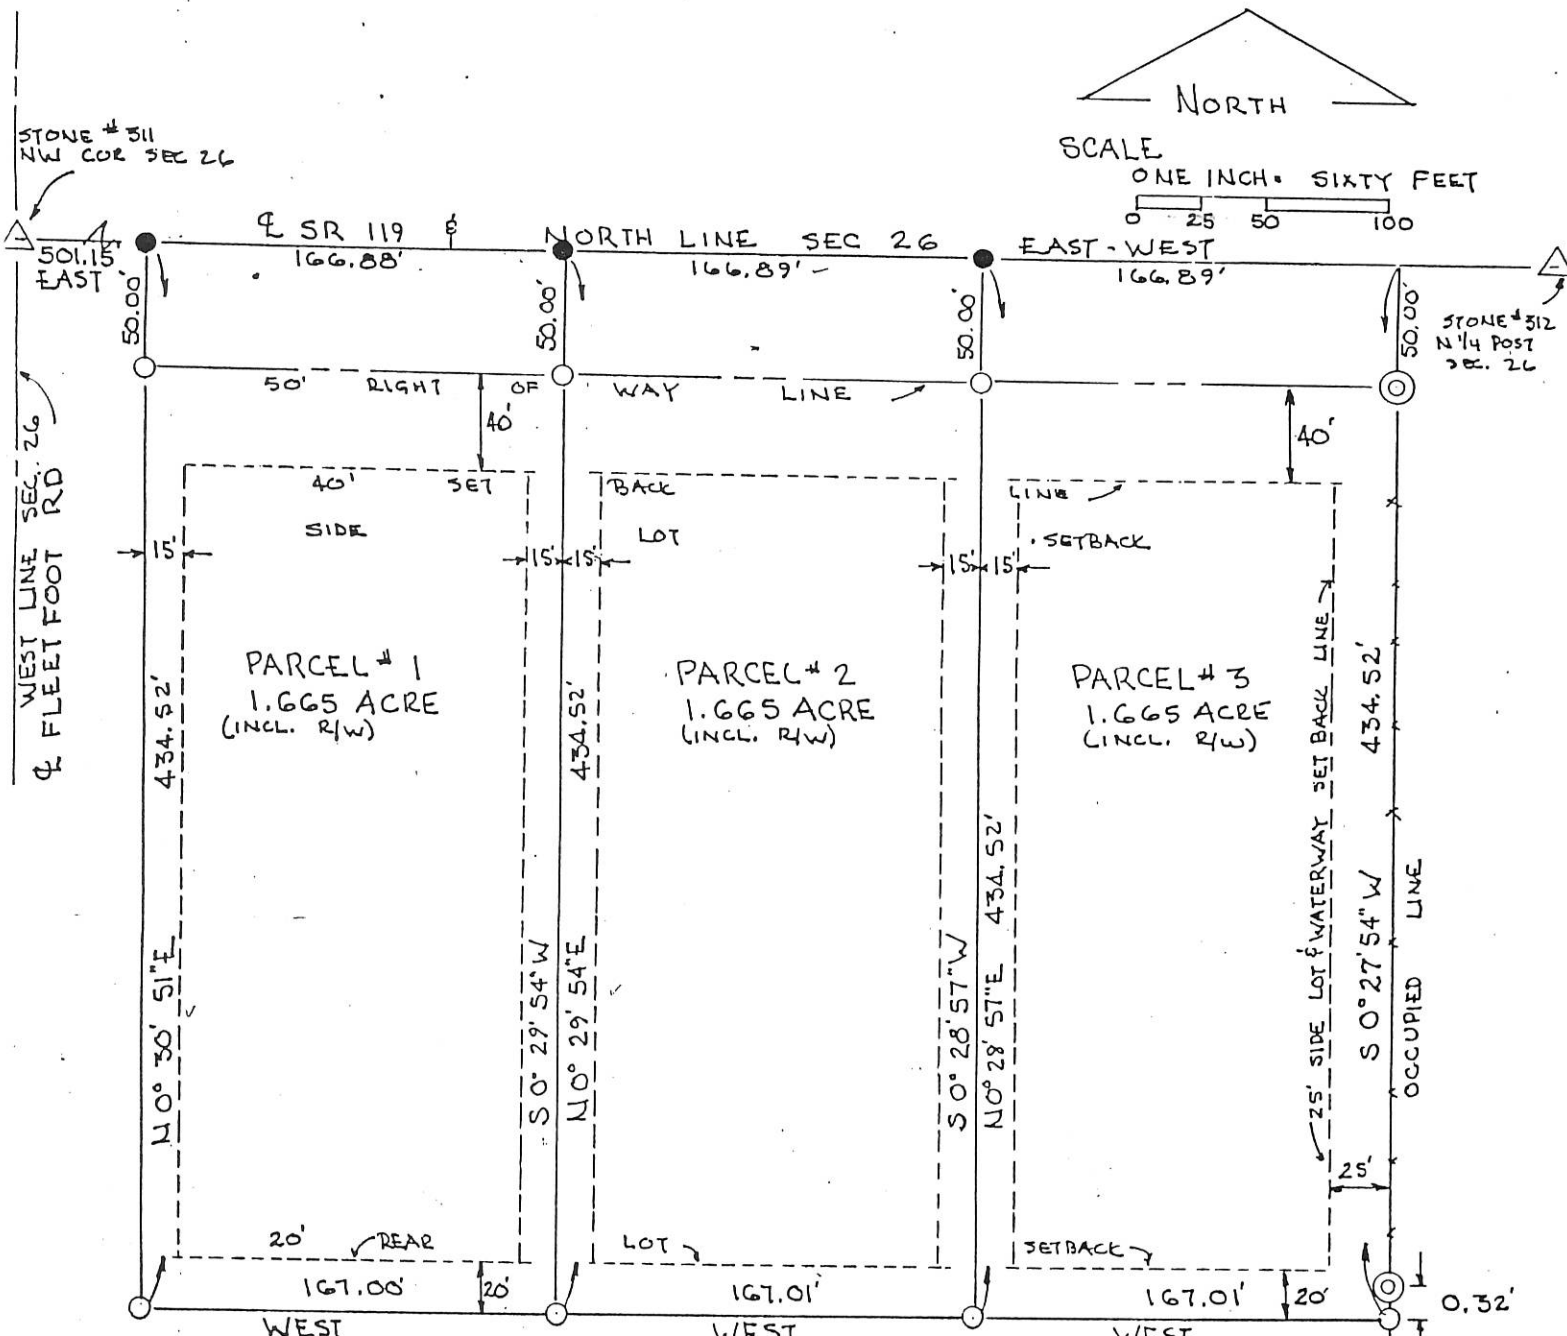 NORTH
SCALE
ONE INCH = SIXTY FEET
0 25 50 100
STONE # 311
NW COR SEC 26
501.15'
EAST
℄ SR 119 &
NORTH LINE SEC 26
EAST - WEST
166.88'
166.89'
166.89'
STONE # 312
N 1/4 POST
SEC. 26
50.00'
50.00'
50.00'
50.00'
50' RIGHT OF WAY LINE
40'
40'
40' SET BACK LINE
SIDE LOT SETBACK
15'
15' 15'
15' 15'
WEST LINE SEC. 26
℄ FLEETFOOT RD
PARCEL # 1
1.665 ACRE
(INCL. R/W)
PARCEL # 2
1.665 ACRE
(INCL. R/W)
PARCEL # 3
1.665 ACRE
(INCL. R/W)
434.52'
434.52'
434.52'
434.52'
N 0° 30' 51" E
S 0° 29' 54" W
N 0° 29' 54" E
S 0° 28' 57" W
N 0° 28' 57" E
25' SIDE LOT & WATERWAY SET BACK LINE
S 0° 27' 54" W
OCCUPIED LINE
25'
20' REAR LOT SETBACK
167.00'
20'
167.01'
167.01'
20'
0.32'
WEST
WEST
WEST